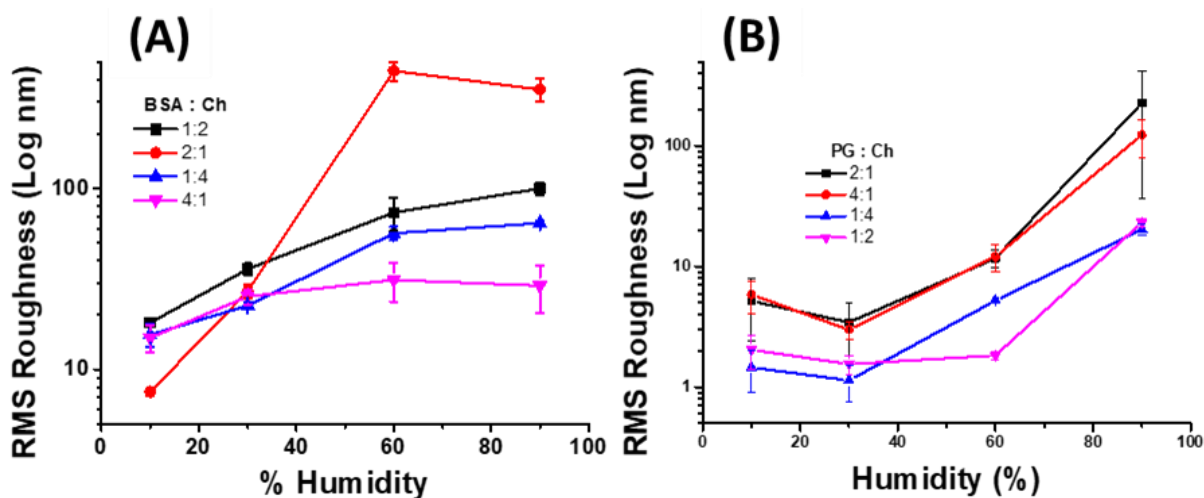 (A)
RMS Roughness (Log nm)
100
10
BSA : Ch
1:2
2:1
1:4
4:1
0 20 40 60 80 100
% Humidity
(B)
RMS Roughness (Log nm)
100
10
1
PG : Ch
2:1
4:1
1:4
1:2
0 20 40 60 80 100
Humidity (%)